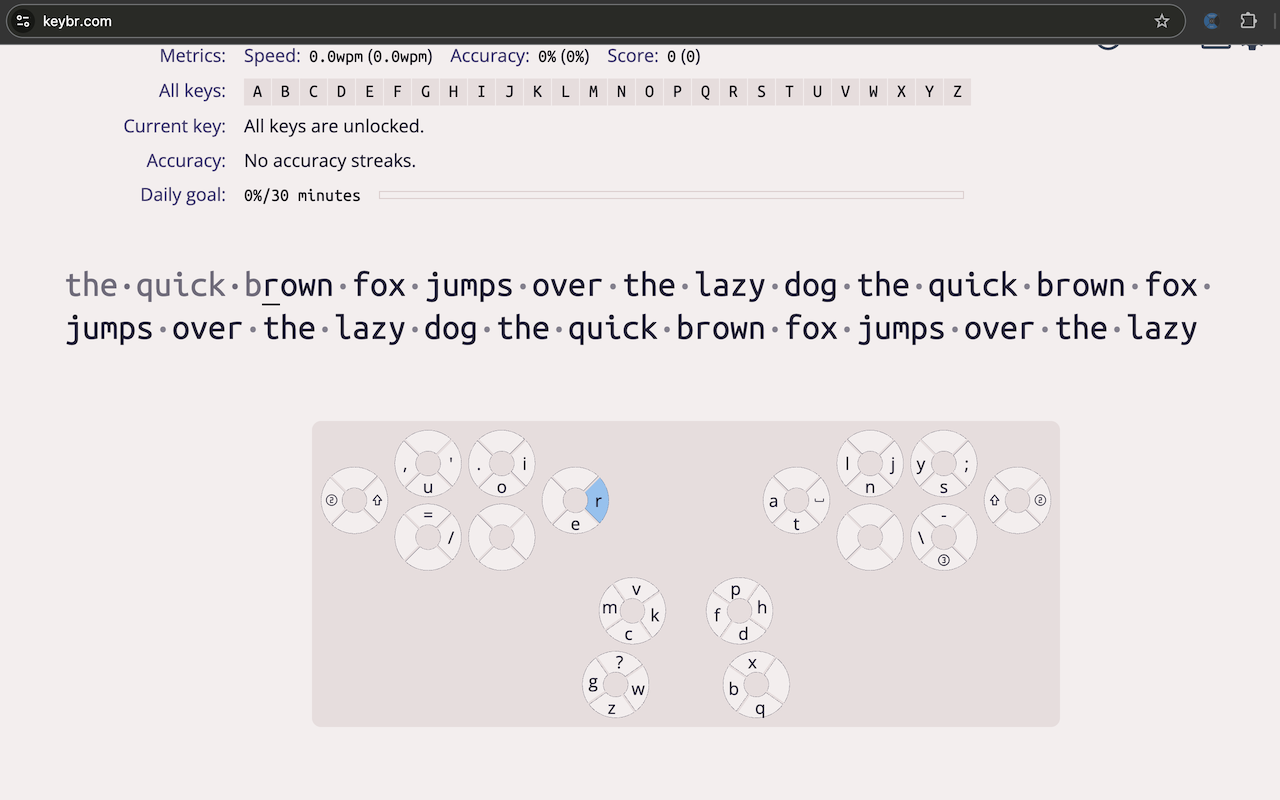 keybr.com
Metrics: Speed: 0.0wpm (0.0wpm) Accuracy: 0% (0%) Score: 0 (0)
All keys: A B C D E F G H I J K L M N O P Q R S T U V W X Y Z
Current key: All keys are unlocked.
Accuracy: No accuracy streaks.
Daily goal: 0%/30 minutes
the·quick·brown·fox·jumps·over·the·lazy·dog·the·quick·brown·fox·
jumps·over·the·lazy·dog·the·quick·brown·fox·jumps·over·the·lazy
, ' . i l j y ;
u o n s
② ⇧ r a ⎵ ⇧ ②
e t
= -
/ \
③
v p
m k f h
c d
? x
g w b
z q